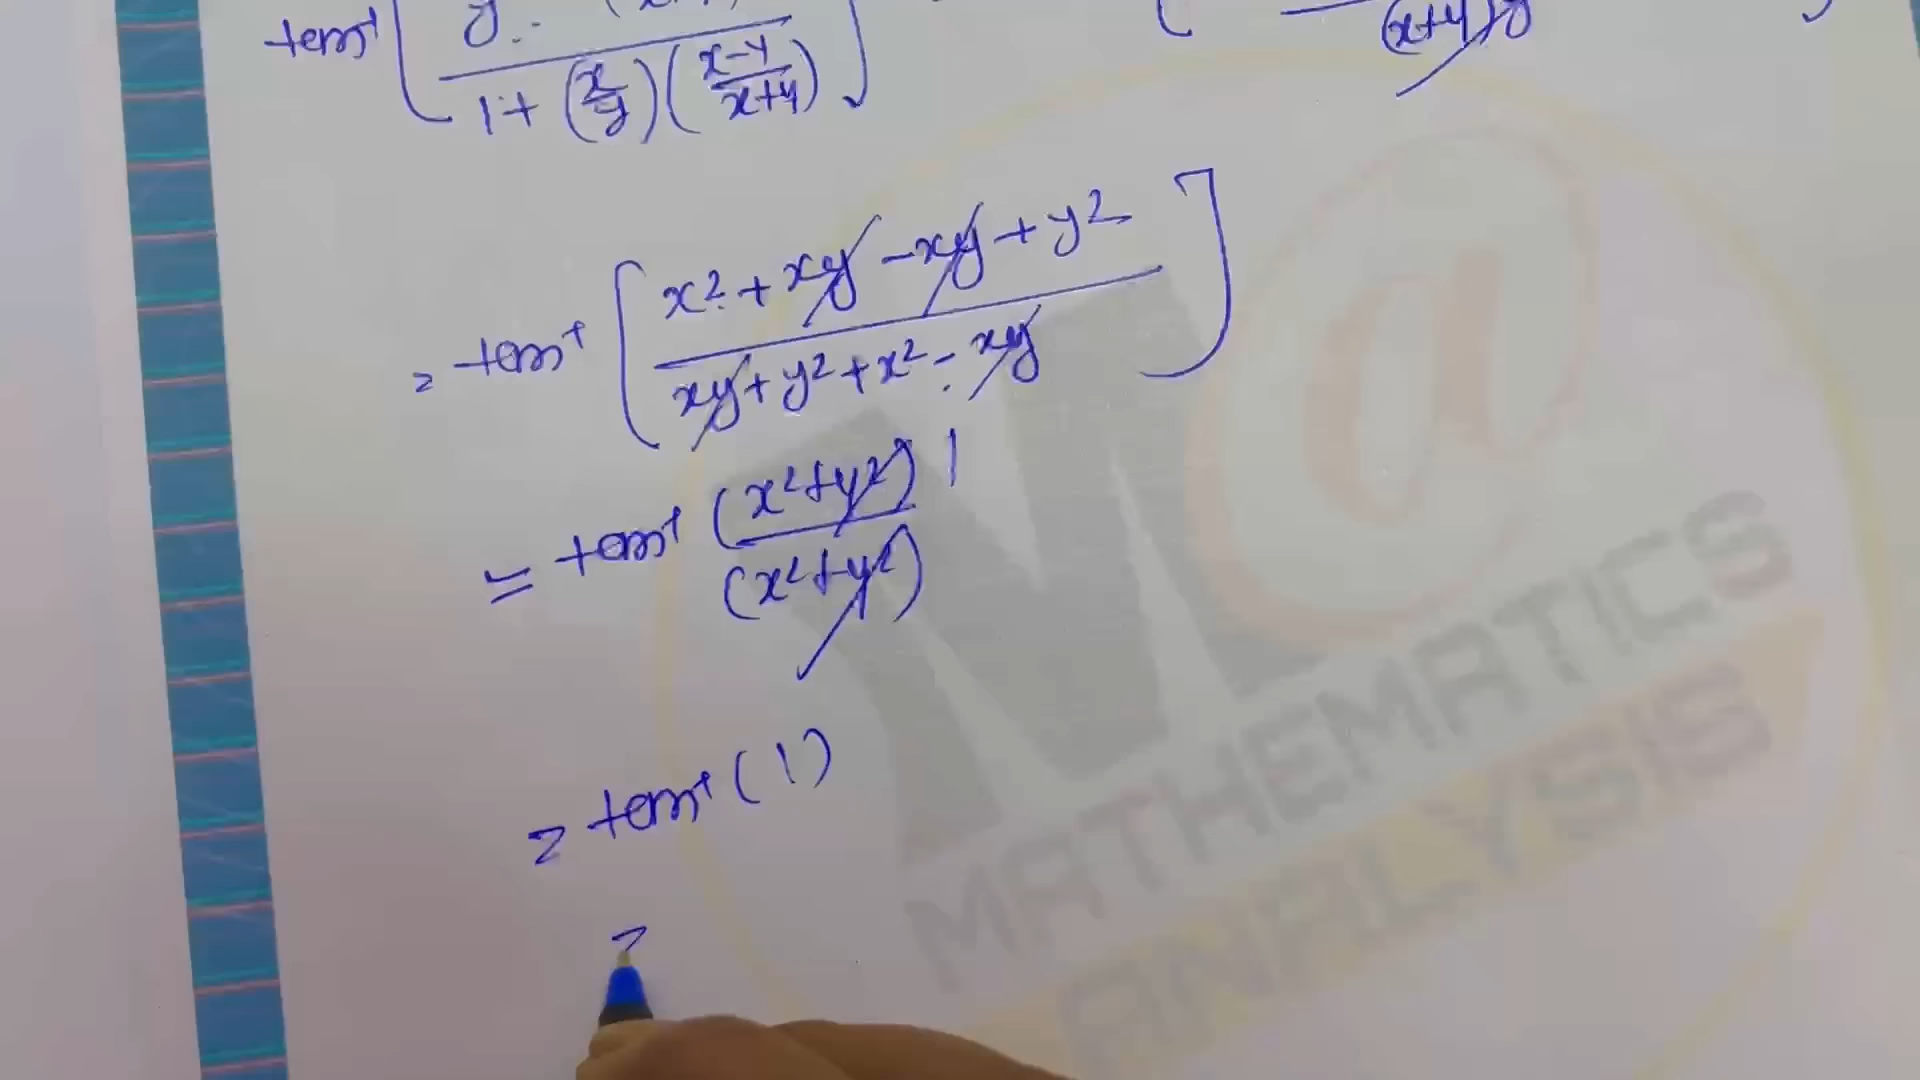 tan⁻¹ [ y - (x
1+ (x/y) ((x-y)/(x+y)) ]
(x+y)y
= tan⁻¹ [ (x²+xy-xy+y²) / (xy+y²+x²-xy) ]
= tan⁻¹ (x²+y²) 1 / (x²+y²)
= tan⁻¹ (1)
=
M@
MATHEMATICS
ANALYSIS